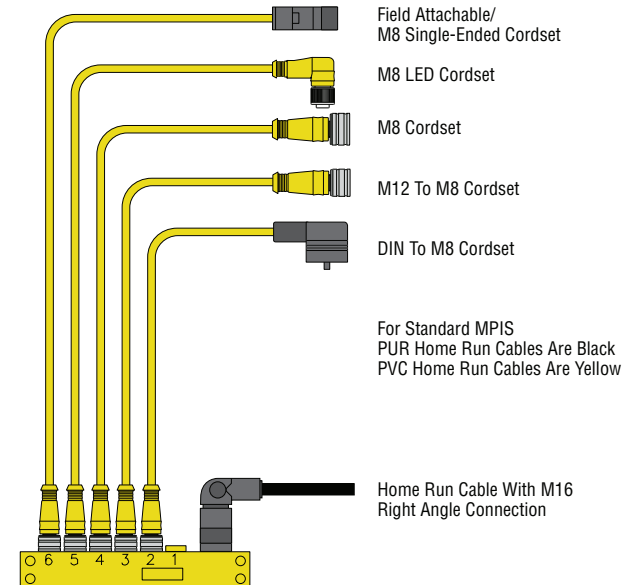 Field Attachable/
M8 Single-Ended Cordset
M8 LED Cordset
M8 Cordset
M12 To M8 Cordset
DIN To M8 Cordset
For Standard MPIS
PUR Home Run Cables Are Black
PVC Home Run Cables Are Yellow
Home Run Cable With M16
Right Angle Connection
6 5 4 3 2 1